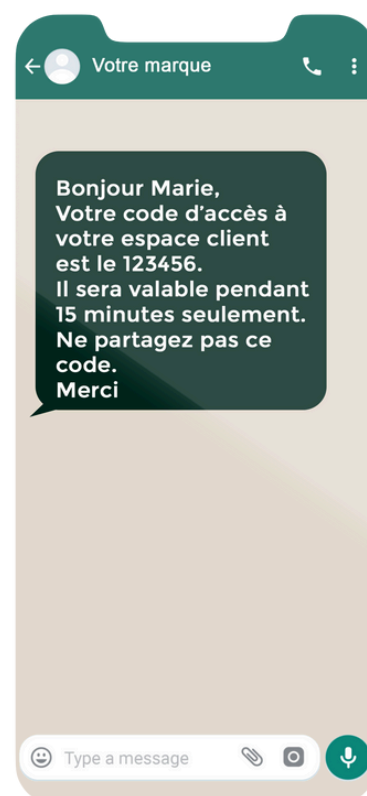 Votre marque
Bonjour Marie,
Votre code d’accès à
votre espace client
est le 123456.
Il sera valable pendant
15 minutes seulement.
Ne partagez pas ce
code.
Merci
Type a message